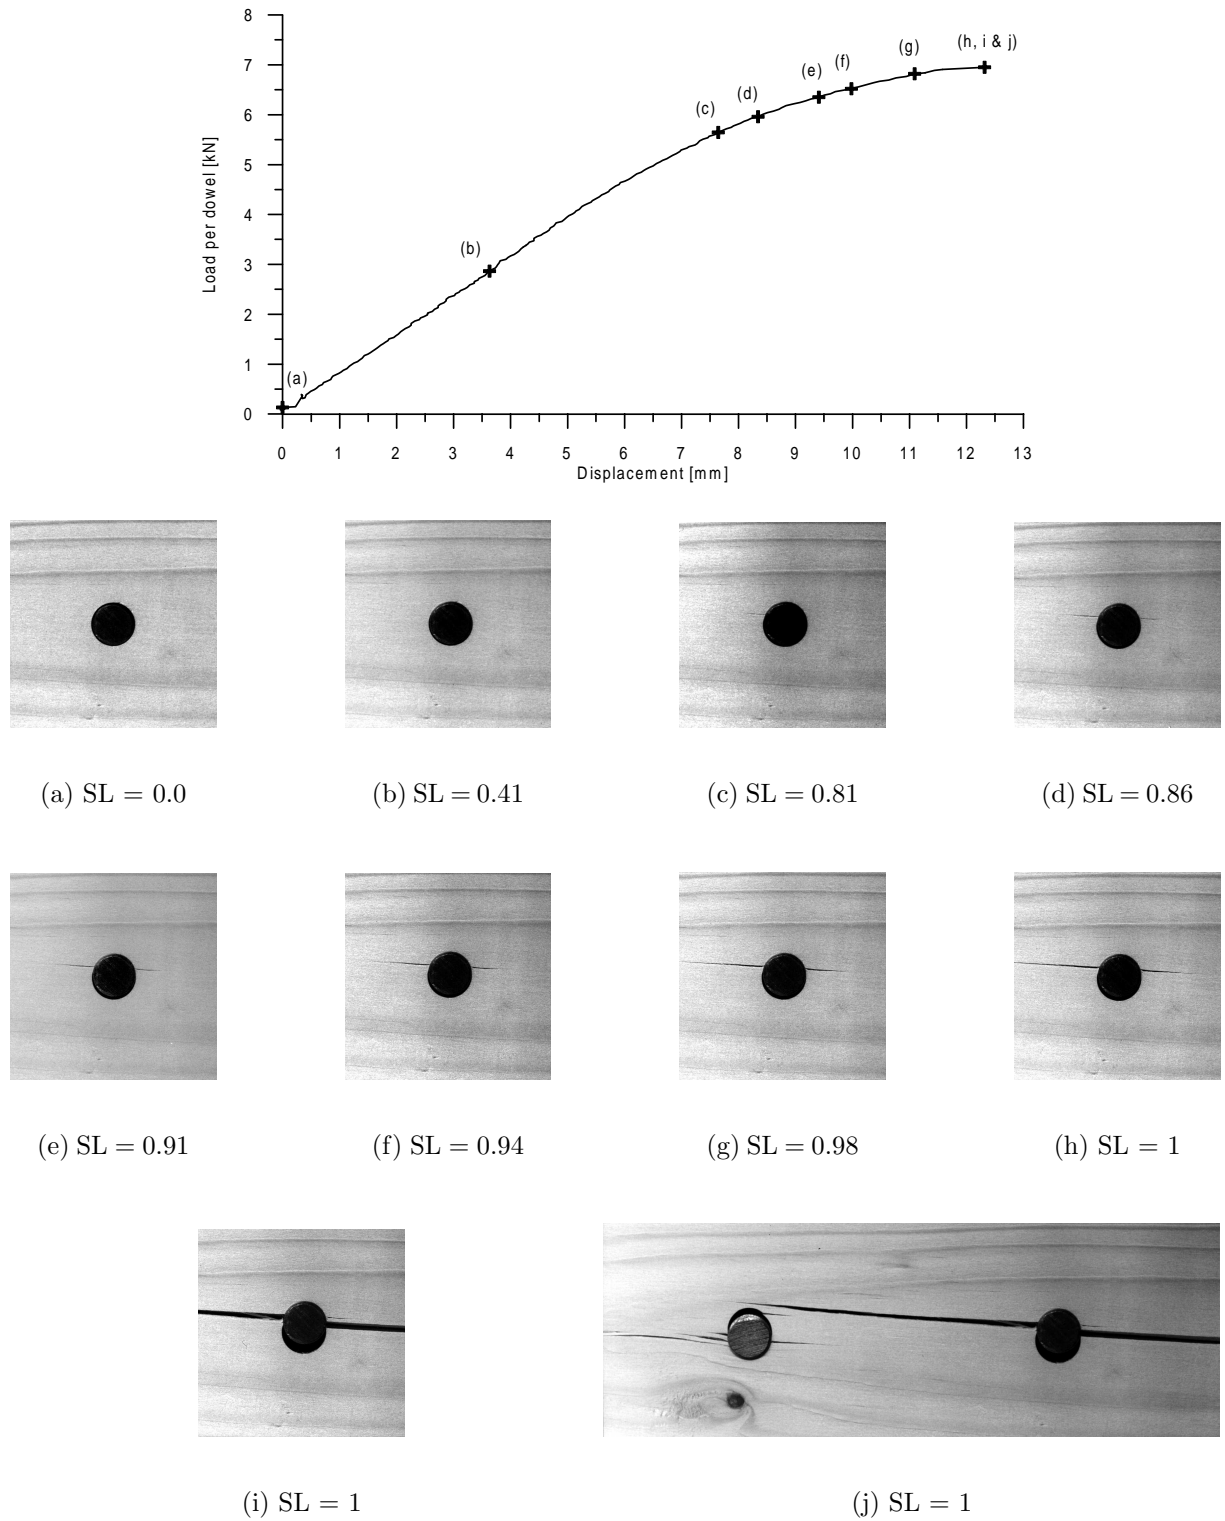 8
(h, i & j)
(g)
7
(f)
(e)
(d)
6
(c)
5
Load per dowel [kN]
4
(b)
3
2
1
(a)
0
0 1 2 3 4 5 6 7 8 9 10 11 12 13
Displacement [mm]
(a) SL = 0.0 (b) SL = 0.41 (c) SL = 0.81 (d) SL = 0.86
(e) SL = 0.91 (f) SL = 0.94 (g) SL = 0.98 (h) SL = 1
(i) SL = 1 (j) SL = 1